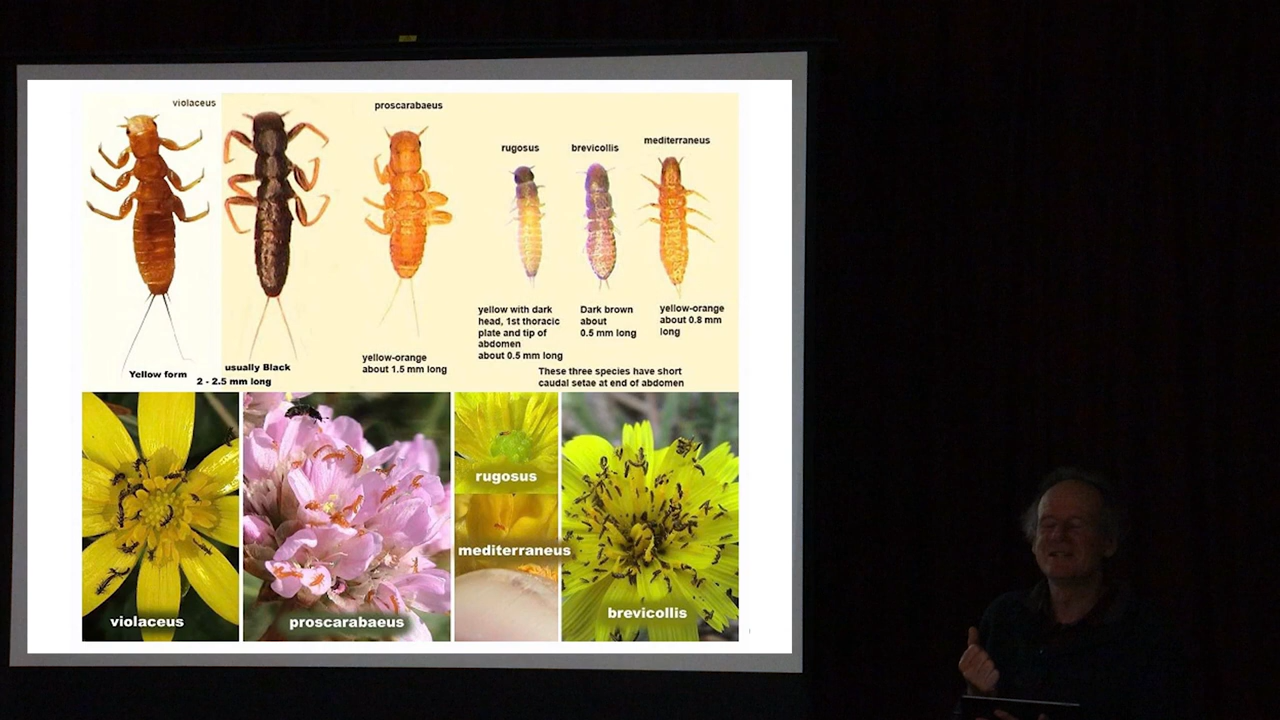 violaceus
proscarabaeus
rugosus
brevicollis
mediterraneus
yellow with dark
head, 1st thoracic
plate and tip of
abdomen
about 0.5 mm long
Dark brown
about
0.5 mm long
yellow-orange
about 0.8 mm
long
yellow-orange
about 1.5 mm long
Yellow form
usually Black
2 - 2.5 mm long
These three species have short
caudal setae at end of abdomen
violaceus
proscarabaeus
rugosus
mediterraneus
brevicollis